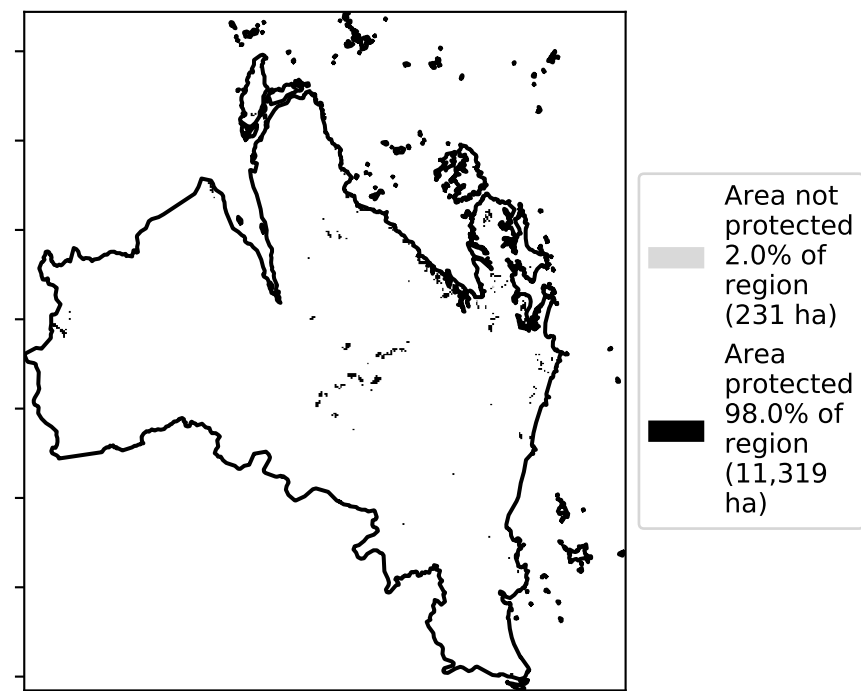 Area not
protected
2.0% of
region
(231 ha)
Area
protected
98.0% of
region
(11,319
ha)